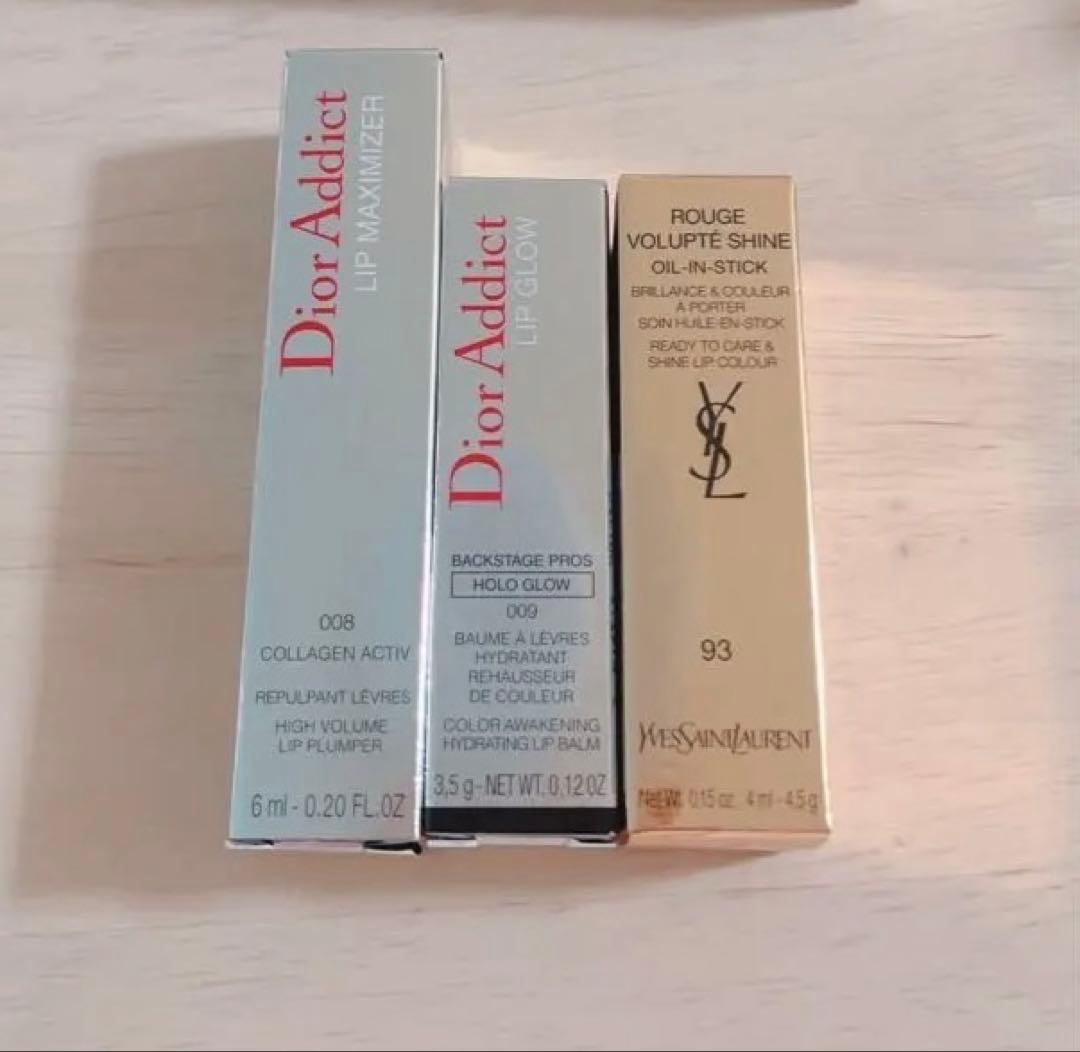 Dior Addict
LIP MAXIMIZER
008
COLLAGEN ACTIV
REPULPANT LÈVRES
HIGH VOLUME
LIP PLUMPER
6 ml - 0.20 FL.OZ
Dior Addict
LIP GLOW
BACKSTAGE PROS
HOLO GLOW
009
BAUME À LÈVRES
HYDRATANT
REHAUSSEUR
DE COULEUR
COLOR AWAKENING
HYDRATING LIP BALM
3,5 g - NET WT. 0.12 OZ
ROUGE
VOLUPTÉ SHINE
OIL-IN-STICK
BRILLANCE & COULEUR
À PORTER
SOIN HUILE-EN-STICK
READY TO CARE &
SHINE LIP COLOUR
YSL
93
YVESSAINTLAURENT
Net Wt. 0.15 oz. 4 ml - 4.5 g